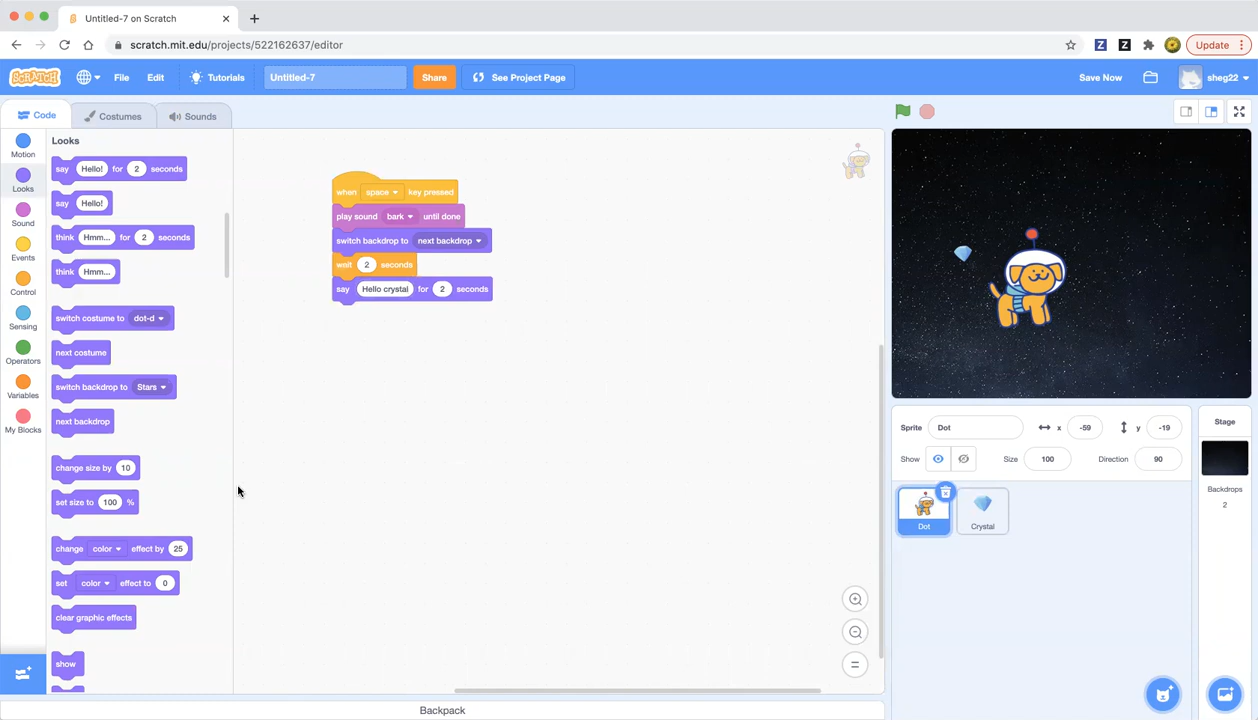 Untitled-7 on Scratch
scratch.mit.edu/projects/522162637/editor
Update
SCRATCH
File
Edit
Tutorials
Untitled-7
Share
See Project Page
Save Now
sheg22
Code
Costumes
Sounds
Motion
Looks
Sound
Events
Control
Sensing
Operators
Variables
My Blocks
Looks
say Hello! for 2 seconds
say Hello!
think Hmm... for 2 seconds
think Hmm...
switch costume to dot-d
next costume
switch backdrop to Stars
next backdrop
change size by 10
set size to 100 %
change color effect by 25
set color effect to 0
clear graphic effects
show
when space key pressed
play sound bark until done
switch backdrop to next backdrop
wait 2 seconds
say Hello crystal for 2 seconds
Sprite Dot x -59 y -19
Show Size 100 Direction 90
Dot
Crystal
Stage
Backdrops
2
Backpack